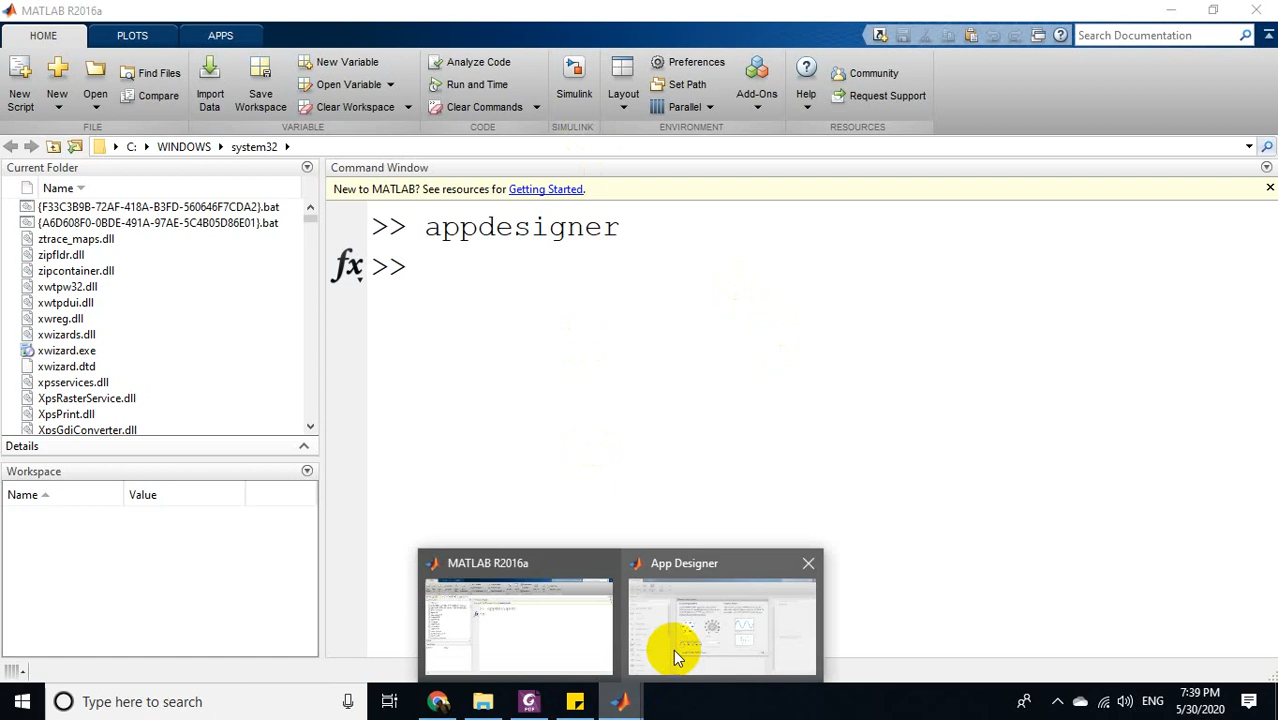 MATLAB R2016a
HOME PLOTS APPS Search Documentation
New Script New Open Find Files Compare Import Data Save Workspace New Variable Open Variable Clear Workspace Analyze Code Run and Time Clear Commands Simulink Layout Preferences Set Path Parallel Add-Ons Help Community Request Support
FILE VARIABLE CODE SIMULINK ENVIRONMENT RESOURCES
C: WINDOWS system32
Current Folder
Name
{F33C3B9B-72AF-418A-B3FD-560646F7CDA2}.bat
{A6D608F0-0BDE-491A-97AE-5C4B05D86E01}.bat
ztrace_maps.dll
zipfldr.dll
zipcontainer.dll
xwtpw32.dll
xwtpdui.dll
xwreg.dll
xwizards.dll
xwizard.exe
xwizard.dtd
xpsservices.dll
XpsRasterService.dll
XpsPrint.dll
XpsGdiConverter.dll
Details
Workspace
Name Value
Command Window
New to MATLAB? See resources for Getting Started.
>> appdesigner
fx >>
MATLAB R2016a App Designer
Type here to search ENG 7:39 PM
5/30/2020